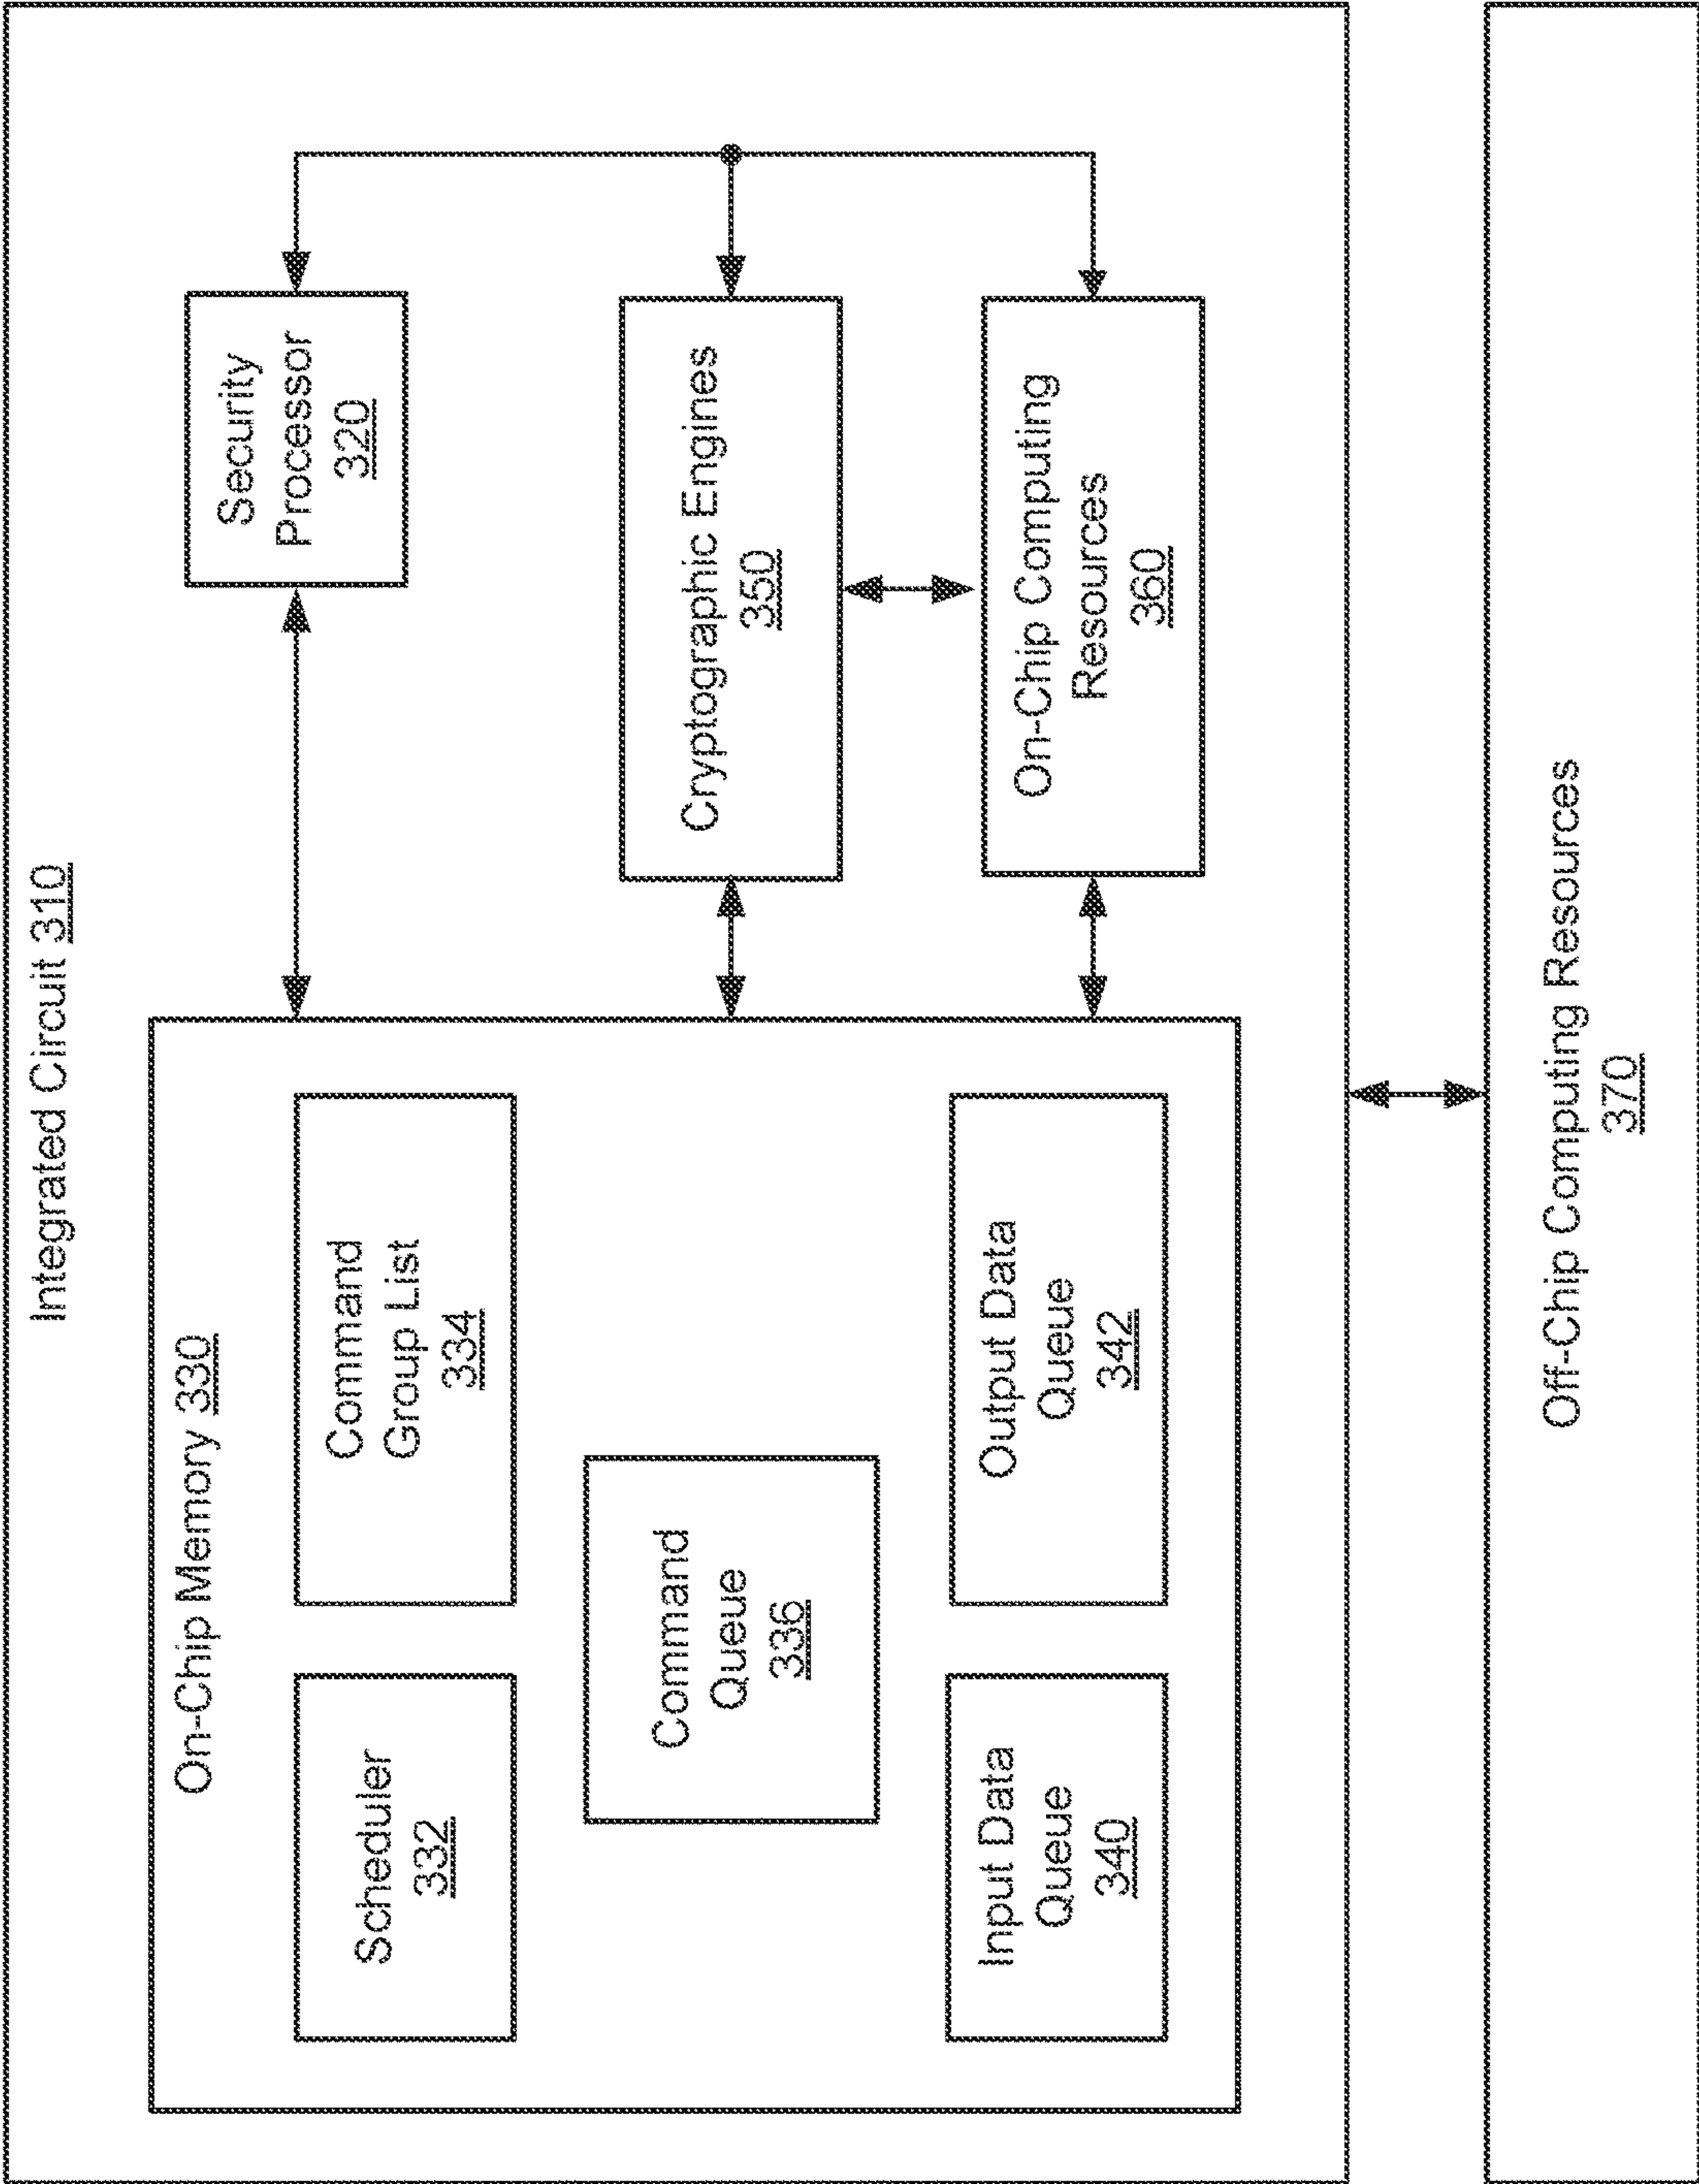 Integrated Circuit 310
On-Chip Memory 330
Scheduler
332
Command
Group List
334
Command
Queue
336
Input Data
Queue
340
Output Data
Queue
342
Security
Processor
320
Cryptographic Engines
350
On-Chip Computing
Resources
360
Off-Chip Computing Resources
370